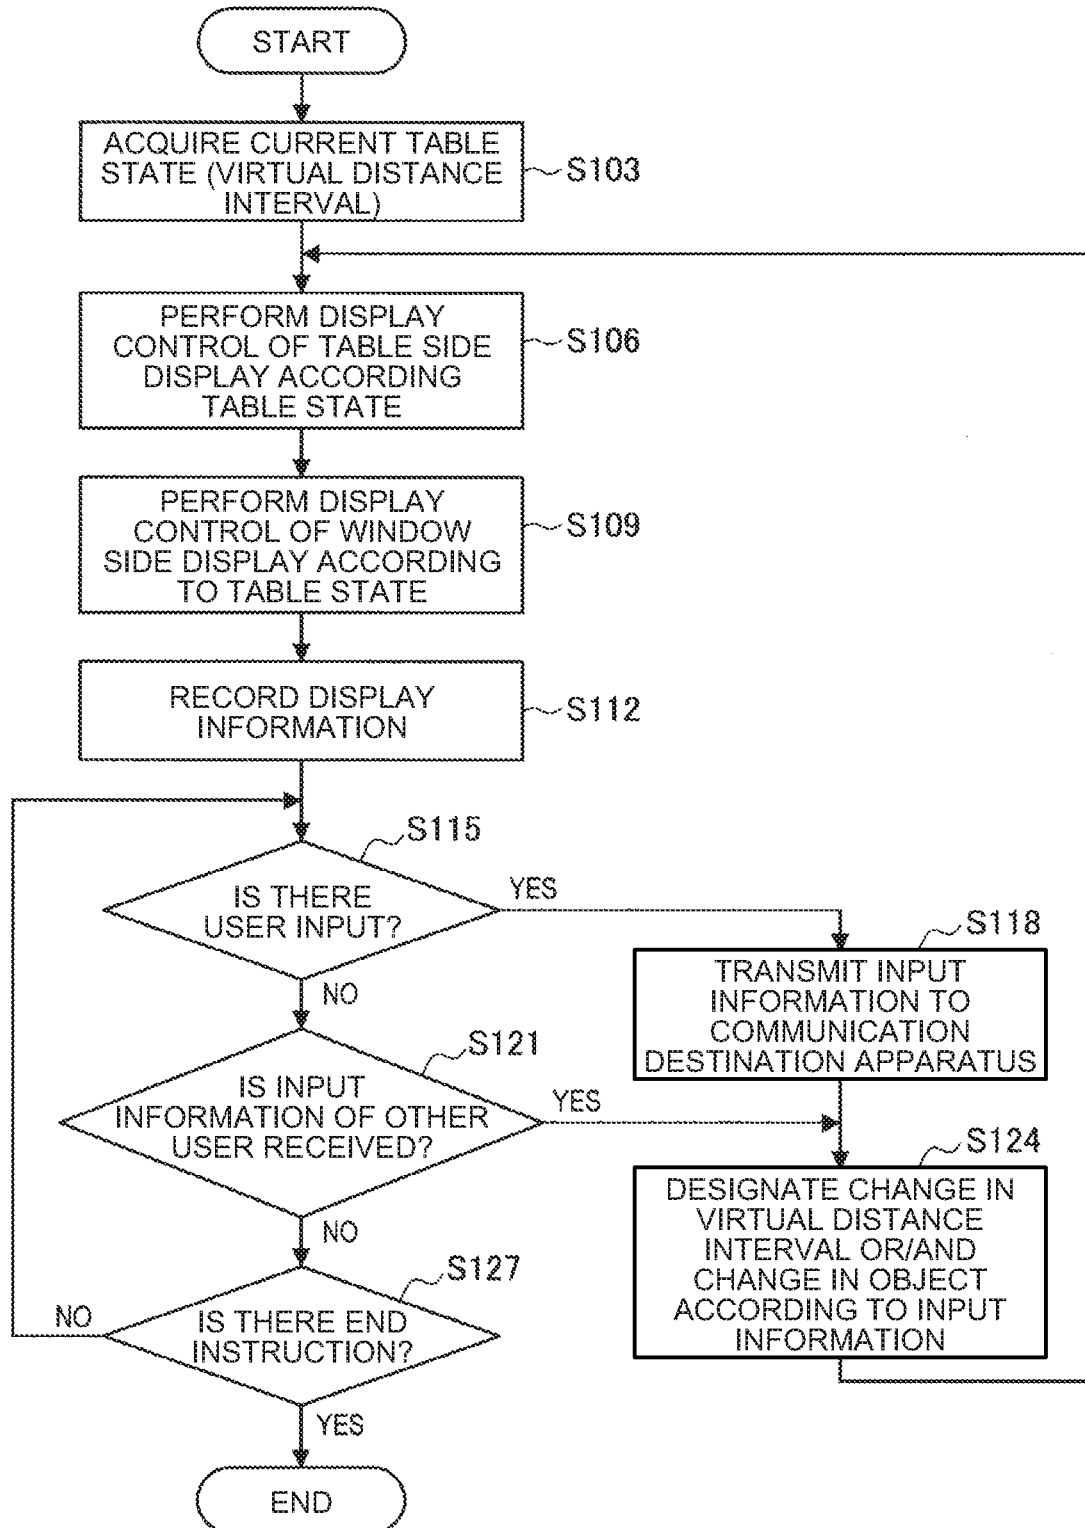 START
ACQUIRE CURRENT TABLE
STATE (VIRTUAL DISTANCE
INTERVAL)
S103
PERFORM DISPLAY
CONTROL OF TABLE SIDE
DISPLAY ACCORDING
TABLE STATE
S106
PERFORM DISPLAY
CONTROL OF WINDOW
SIDE DISPLAY ACCORDING
TO TABLE STATE
S109
RECORD DISPLAY
INFORMATION
S112
S115
IS THERE
USER INPUT?
YES
NO
S118
TRANSMIT INPUT
INFORMATION TO
COMMUNICATION
DESTINATION APPARATUS
S121
IS INPUT
INFORMATION OF OTHER
USER RECEIVED?
YES
NO
S124
DESIGNATE CHANGE IN
VIRTUAL DISTANCE
INTERVAL OR/AND
CHANGE IN OBJECT
ACCORDING TO INPUT
INFORMATION
S127
IS THERE END
INSTRUCTION?
NO
YES
END